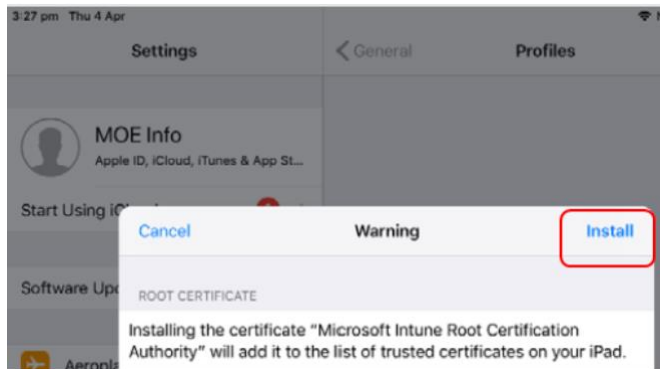 3:27 pm Thu 4 Apr
Settings
General
Profiles
MOE Info
Apple ID, iCloud, iTunes & App St...
Start Using
Cancel
Warning
Install
Software
ROOT CERTIFICATE
Installing the certificate “Microsoft Intune Root Certification
Authority” will add it to the list of trusted certificates on your iPad.